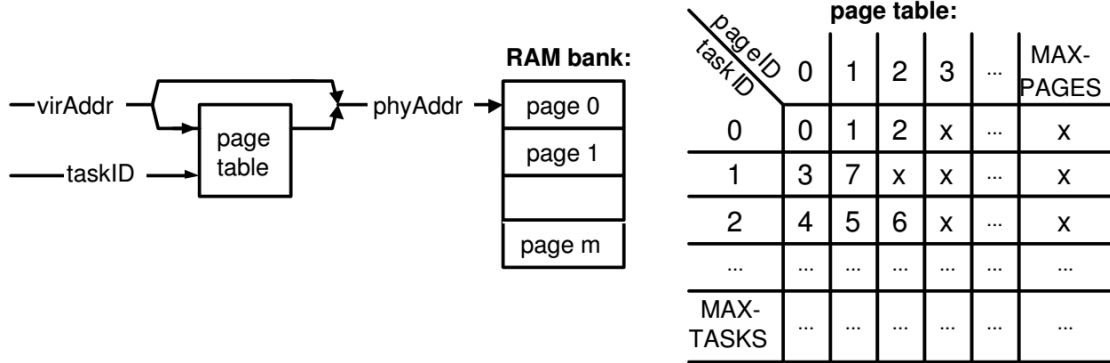 virAddr
taskID
page
table
phyAddr
RAM bank:
page 0
page 1
page m
page table:
pageID
task ID
0 1 2 3 ... MAX-
PAGES
0 0 1 2 x ... x
1 3 7 x x ... x
2 4 5 6 x ... x
... ... ... ... ... ... ...
MAX-
TASKS ... ... ... ... ... ...